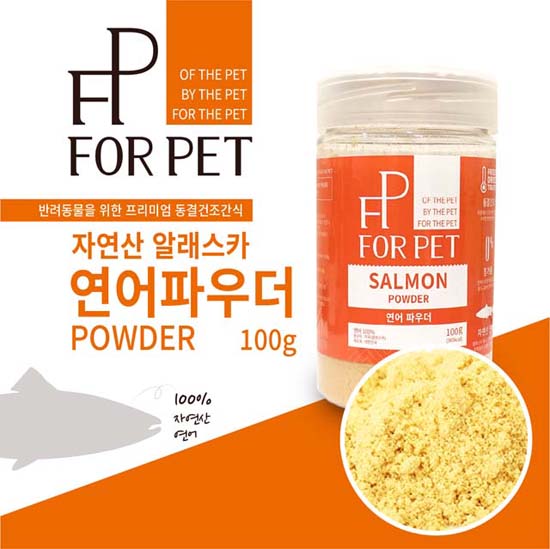 FP
OF THE PET
BY THE PET
FOR THE PET
FOR PET
반려동물을 위한 프리미엄 동결건조간식
자연산 알래스카
연어파우더
POWDER 100g
100%
자연산
연어
FP
OF THE PET
BY THE PET
FOR THE PET
FOR PET
SALMON
POWDER
연어 파우더
연어 100%
100g